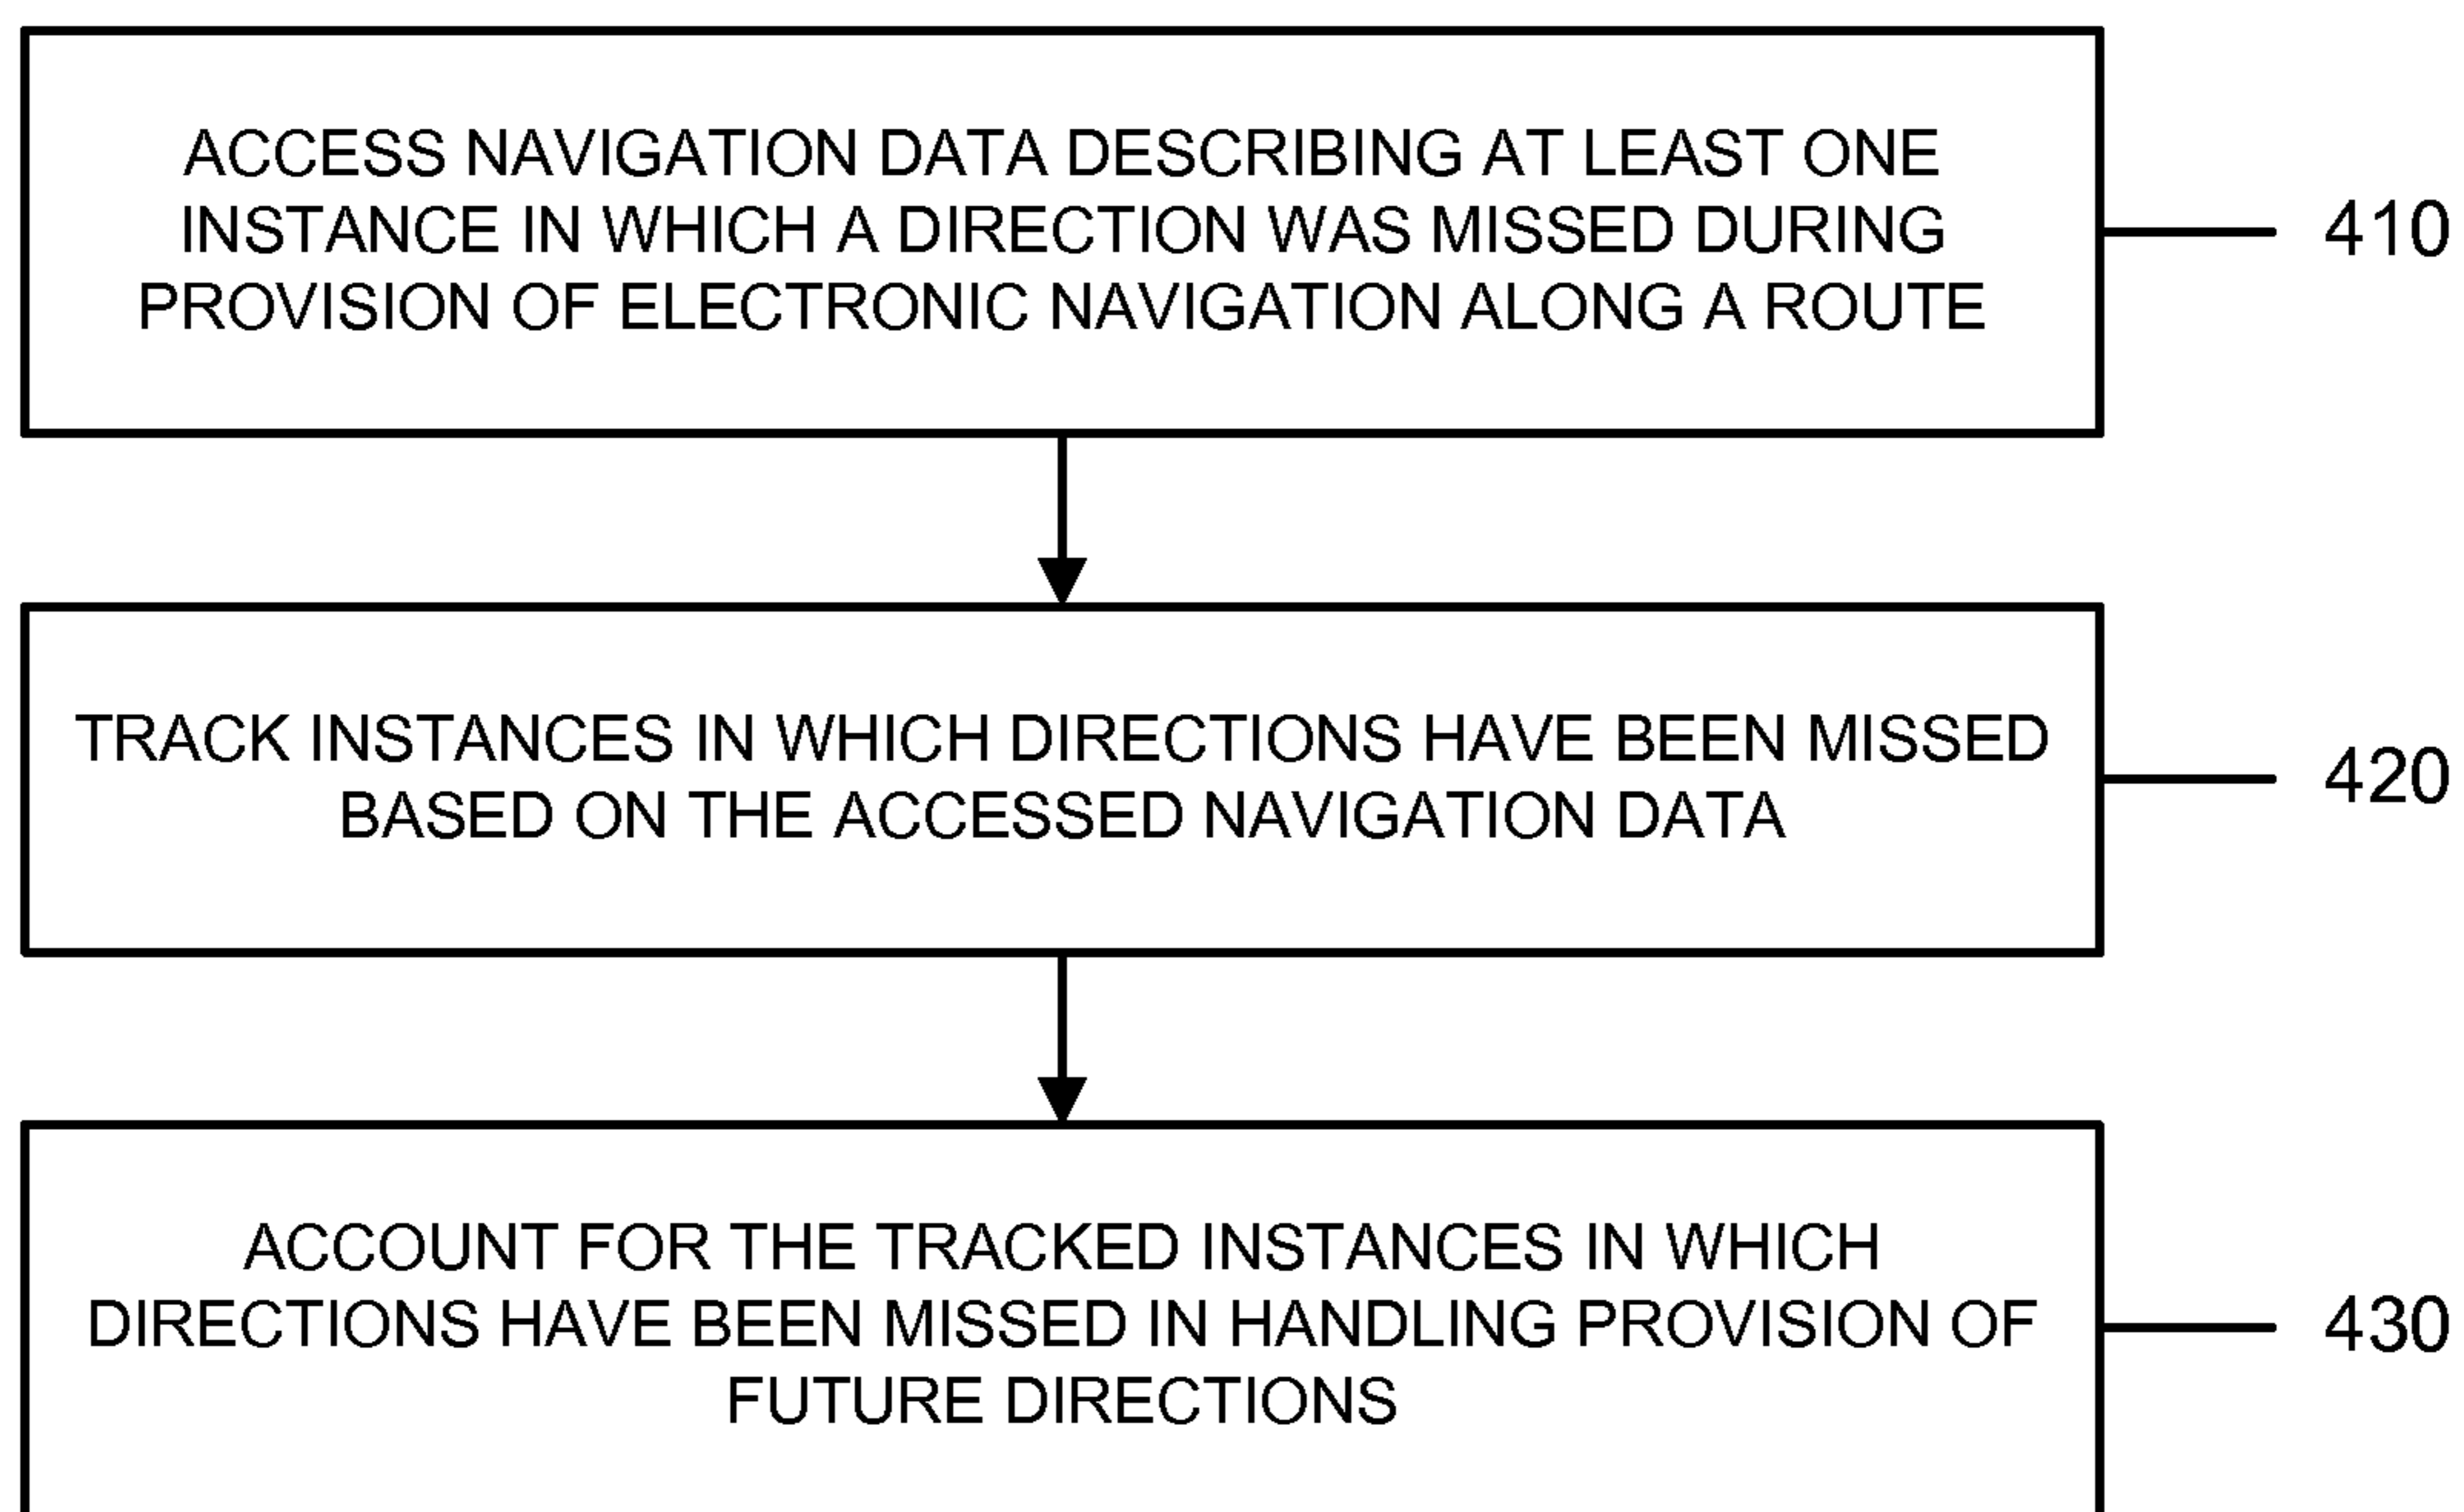 ACCESS NAVIGATION DATA DESCRIBING AT LEAST ONE
INSTANCE IN WHICH A DIRECTION WAS MISSED DURING
PROVISION OF ELECTRONIC NAVIGATION ALONG A ROUTE
410
TRACK INSTANCES IN WHICH DIRECTIONS HAVE BEEN MISSED
BASED ON THE ACCESSED NAVIGATION DATA
420
ACCOUNT FOR THE TRACKED INSTANCES IN WHICH
DIRECTIONS HAVE BEEN MISSED IN HANDLING PROVISION OF
FUTURE DIRECTIONS
430